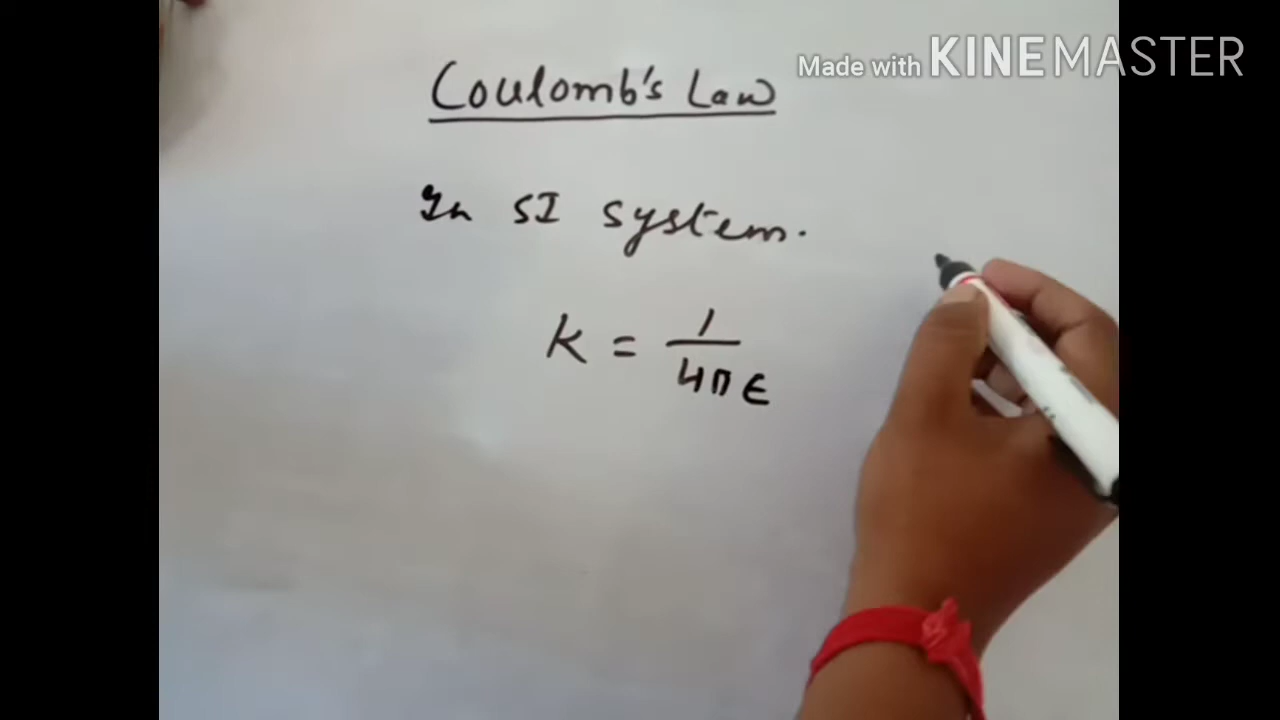 Made with KINEMASTER
Coulomb's Law
In SI system.
K = 1/4πϵ